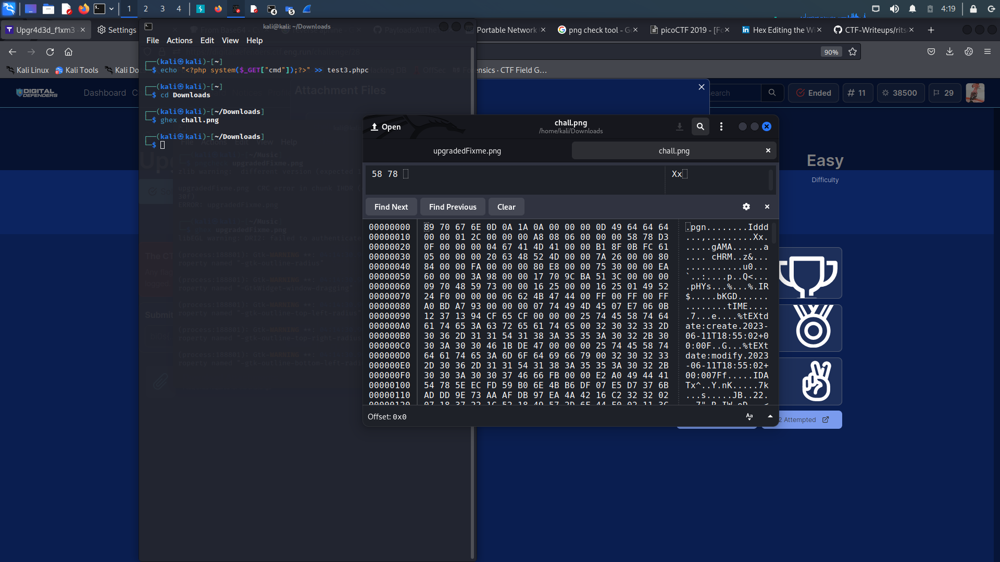 1 2 3 4 4 5 4:19
Upgr4d3d_f1xm3
Settings
Portable Network
png check tool - Go
picoCTF 2019 - [Fo
Hex Editing the Wi
CTF-Writeups/rits
90%
Kali Linux
Kali Tools
Kali Do
ensics · CTF Field G…
kali@kali: ~/Downloads
File Actions Edit View Help
┌──(kali㉿kali)-[~]
└─$ echo "<?php system($_GET["cmd"]);?>" >> test3.phpc
┌──(kali㉿kali)-[~]
└─$ cd Downloads
┌──(kali㉿kali)-[~/Downloads]
└─$ ghex chall.png
┌──(kali㉿kali)-[~/Downloads]
└─$
Attachment Files
DIGITAL DEFENDERS
Dashboard C
earch
Ended
# 11
38500
29
Easy
Difficulty
2 Attempted
Open
chall.png
/home/kali/Downloads
upgradedFixme.png
chall.png
58 78 Xx
Find Next
Find Previous
Clear
00000000 89 70 67 6E 0D 0A 1A 0A 00 00 00 0D 49 64 64 64 .pgn........Iddd
00000010 00 00 01 2C 00 00 00 A8 08 06 00 00 00 58 78 D3 ...,.........Xx.
00000020 0F 00 00 00 04 67 41 4D 41 00 00 B1 8F 0B FC 61 .....gAMA......a
00000030 05 00 00 00 20 63 48 52 4D 00 00 7A 26 00 00 80 .... cHRM..z&...
00000040 84 00 00 FA 00 00 00 80 E8 00 00 75 30 00 00 EA ...........u0...
00000050 60 00 00 3A 98 00 00 17 70 9C BA 51 3C 00 00 00 `..:....p..Q<...
00000060 09 70 48 59 73 00 00 16 25 00 00 16 25 01 49 52 .pHYs...%...%.IR
00000070 24 F0 00 00 00 06 62 4B 47 44 00 FF 00 FF 00 FF $.....bKGD......
00000080 A0 BD A7 93 00 00 00 07 74 49 4D 45 07 E7 06 0B ........tIME....
00000090 12 37 13 94 CF 65 CF 00 00 00 25 74 45 58 74 64 .7...e....%tEXtd
000000A0 61 74 65 3A 63 72 65 61 74 65 00 32 30 32 33 2D ate:create.2023-
000000B0 30 36 2D 31 31 54 31 38 3A 35 35 3A 30 32 2B 30 06-11T18:55:02+0
000000C0 30 3A 30 30 46 1B DE 47 00 00 00 25 74 45 58 74 0:00F..G...%tEXt
000000D0 64 61 74 65 3A 6D 6F 64 69 66 79 00 32 30 32 33 date:modify.2023
000000E0 2D 30 36 2D 31 31 54 31 38 3A 35 35 3A 30 32 2B -06-11T18:55:02+
000000F0 30 30 3A 30 30 37 46 66 FB 00 00 E2 A0 49 44 41 00:007Ff.....IDA
00000100 54 78 5E EC FD 59 B0 6E 4B B6 DF 07 E5 D7 37 6B Tx^..Y.nK.....7k
00000110 AD DD 9E 73 AA AF DB 97 EA 4A 42 16 C2 32 32 02 ...s.....JB..22.
Offset: 0x0